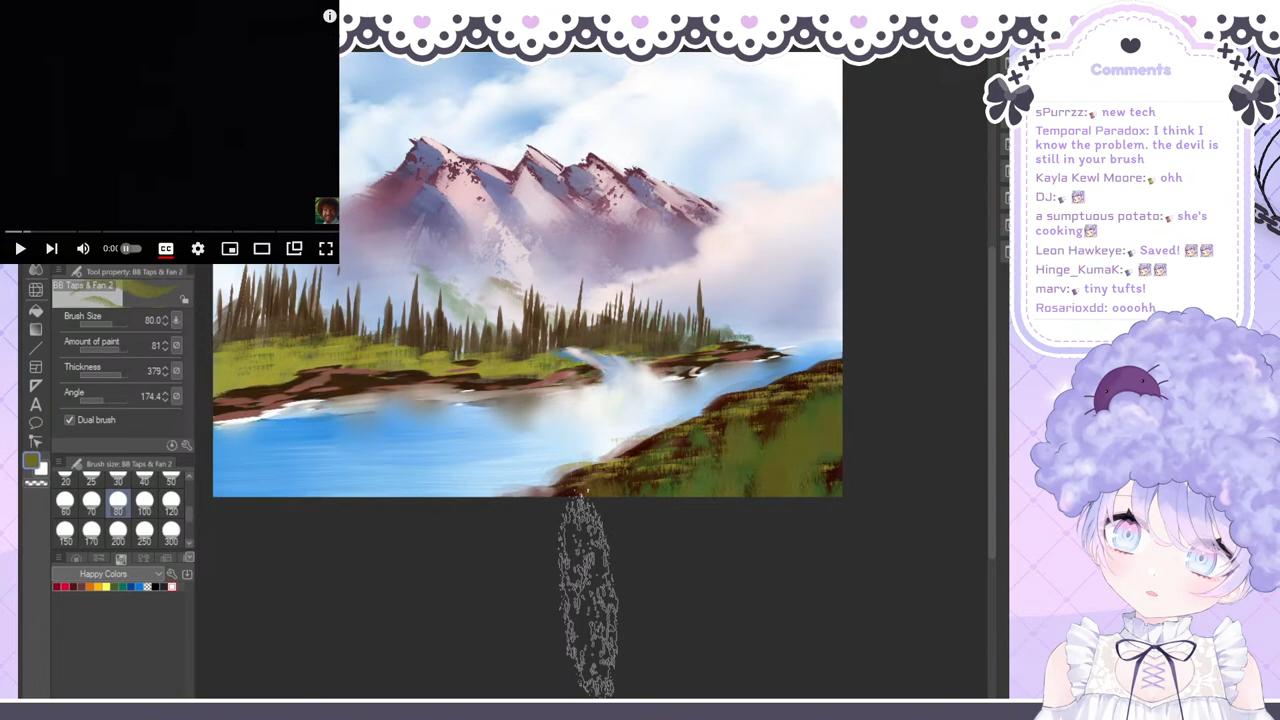 0:00
CC
Tool property: BB Taps & Fan 2
BB Taps & Fan 2
Brush Size 80.0
Amount of paint 81
Thickness 379
Angle 174.4
Dual brush
Brush size: BB Taps & Fan 2
20 25 30 40 50
60 70 80 100 120
150 170 200 250 300
Happy Colors
Comments
sPurrzz: new tech
Temporal Paradox: I think I
know the problem. the devil is
still in your brush
Kayla Kewl Moore: ohh
DJ:
a sumptuous potato: she's
cooking
Leon Hawkeye: Saved!
Hinge_KumaK:
marv: tiny tufts!
Rosarioxdd: oooohh